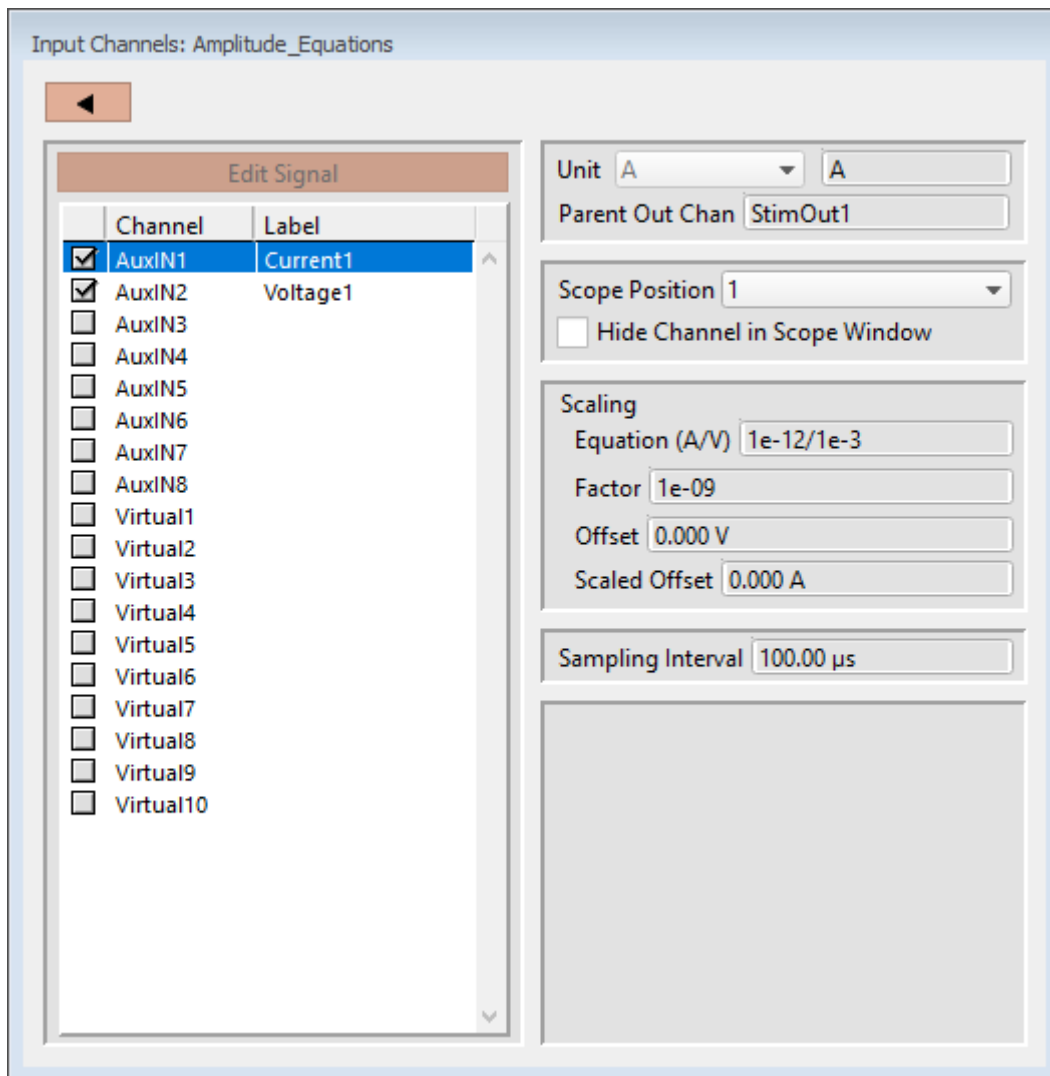 Input Channels: Amplitude_Equations
Edit Signal
Channel Label
AuxIN1 Current1
AuxIN2 Voltage1
AuxIN3
AuxIN4
AuxIN5
AuxIN6
AuxIN7
AuxIN8
Virtual1
Virtual2
Virtual3
Virtual4
Virtual5
Virtual6
Virtual7
Virtual8
Virtual9
Virtual10
Unit A A
Parent Out Chan StimOut1
Scope Position 1
Hide Channel in Scope Window
Scaling
Equation (A/V) 1e-12/1e-3
Factor 1e-09
Offset 0.000 V
Scaled Offset 0.000 A
Sampling Interval 100.00 µs